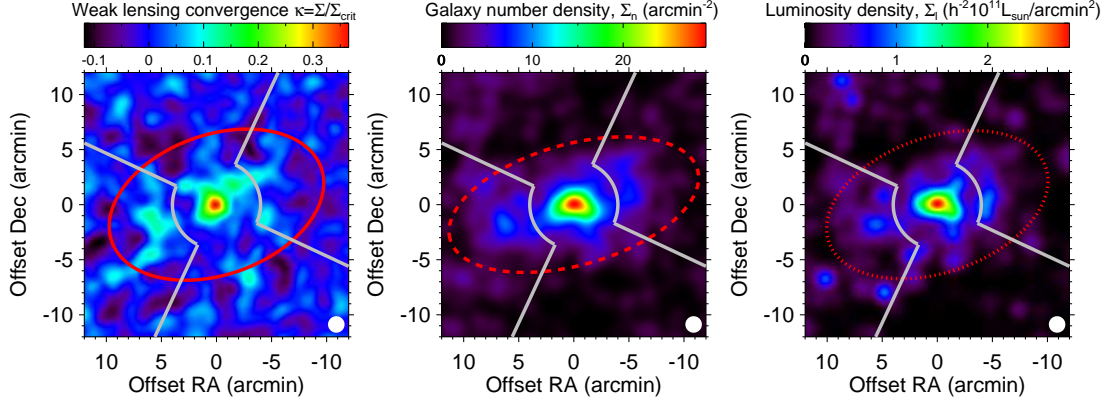 Weak lensing convergence κ=Σ/Σcrit
Galaxy number density, Σn (arcmin-2)
Luminosity density, Σl (h-2 10^11 Lsun/arcmin2)
-0.1 0 0.1 0.2 0.3
0 10 20
0 1 2
10
5
0
-5
-10
10 5 0 -5 -10
Offset RA (arcmin)
Offset Dec (arcmin)
10
5
0
-5
-10
10 5 0 -5 -10
Offset RA (arcmin)
Offset Dec (arcmin)
10
5
0
-5
-10
10 5 0 -5 -10
Offset RA (arcmin)
Offset Dec (arcmin)